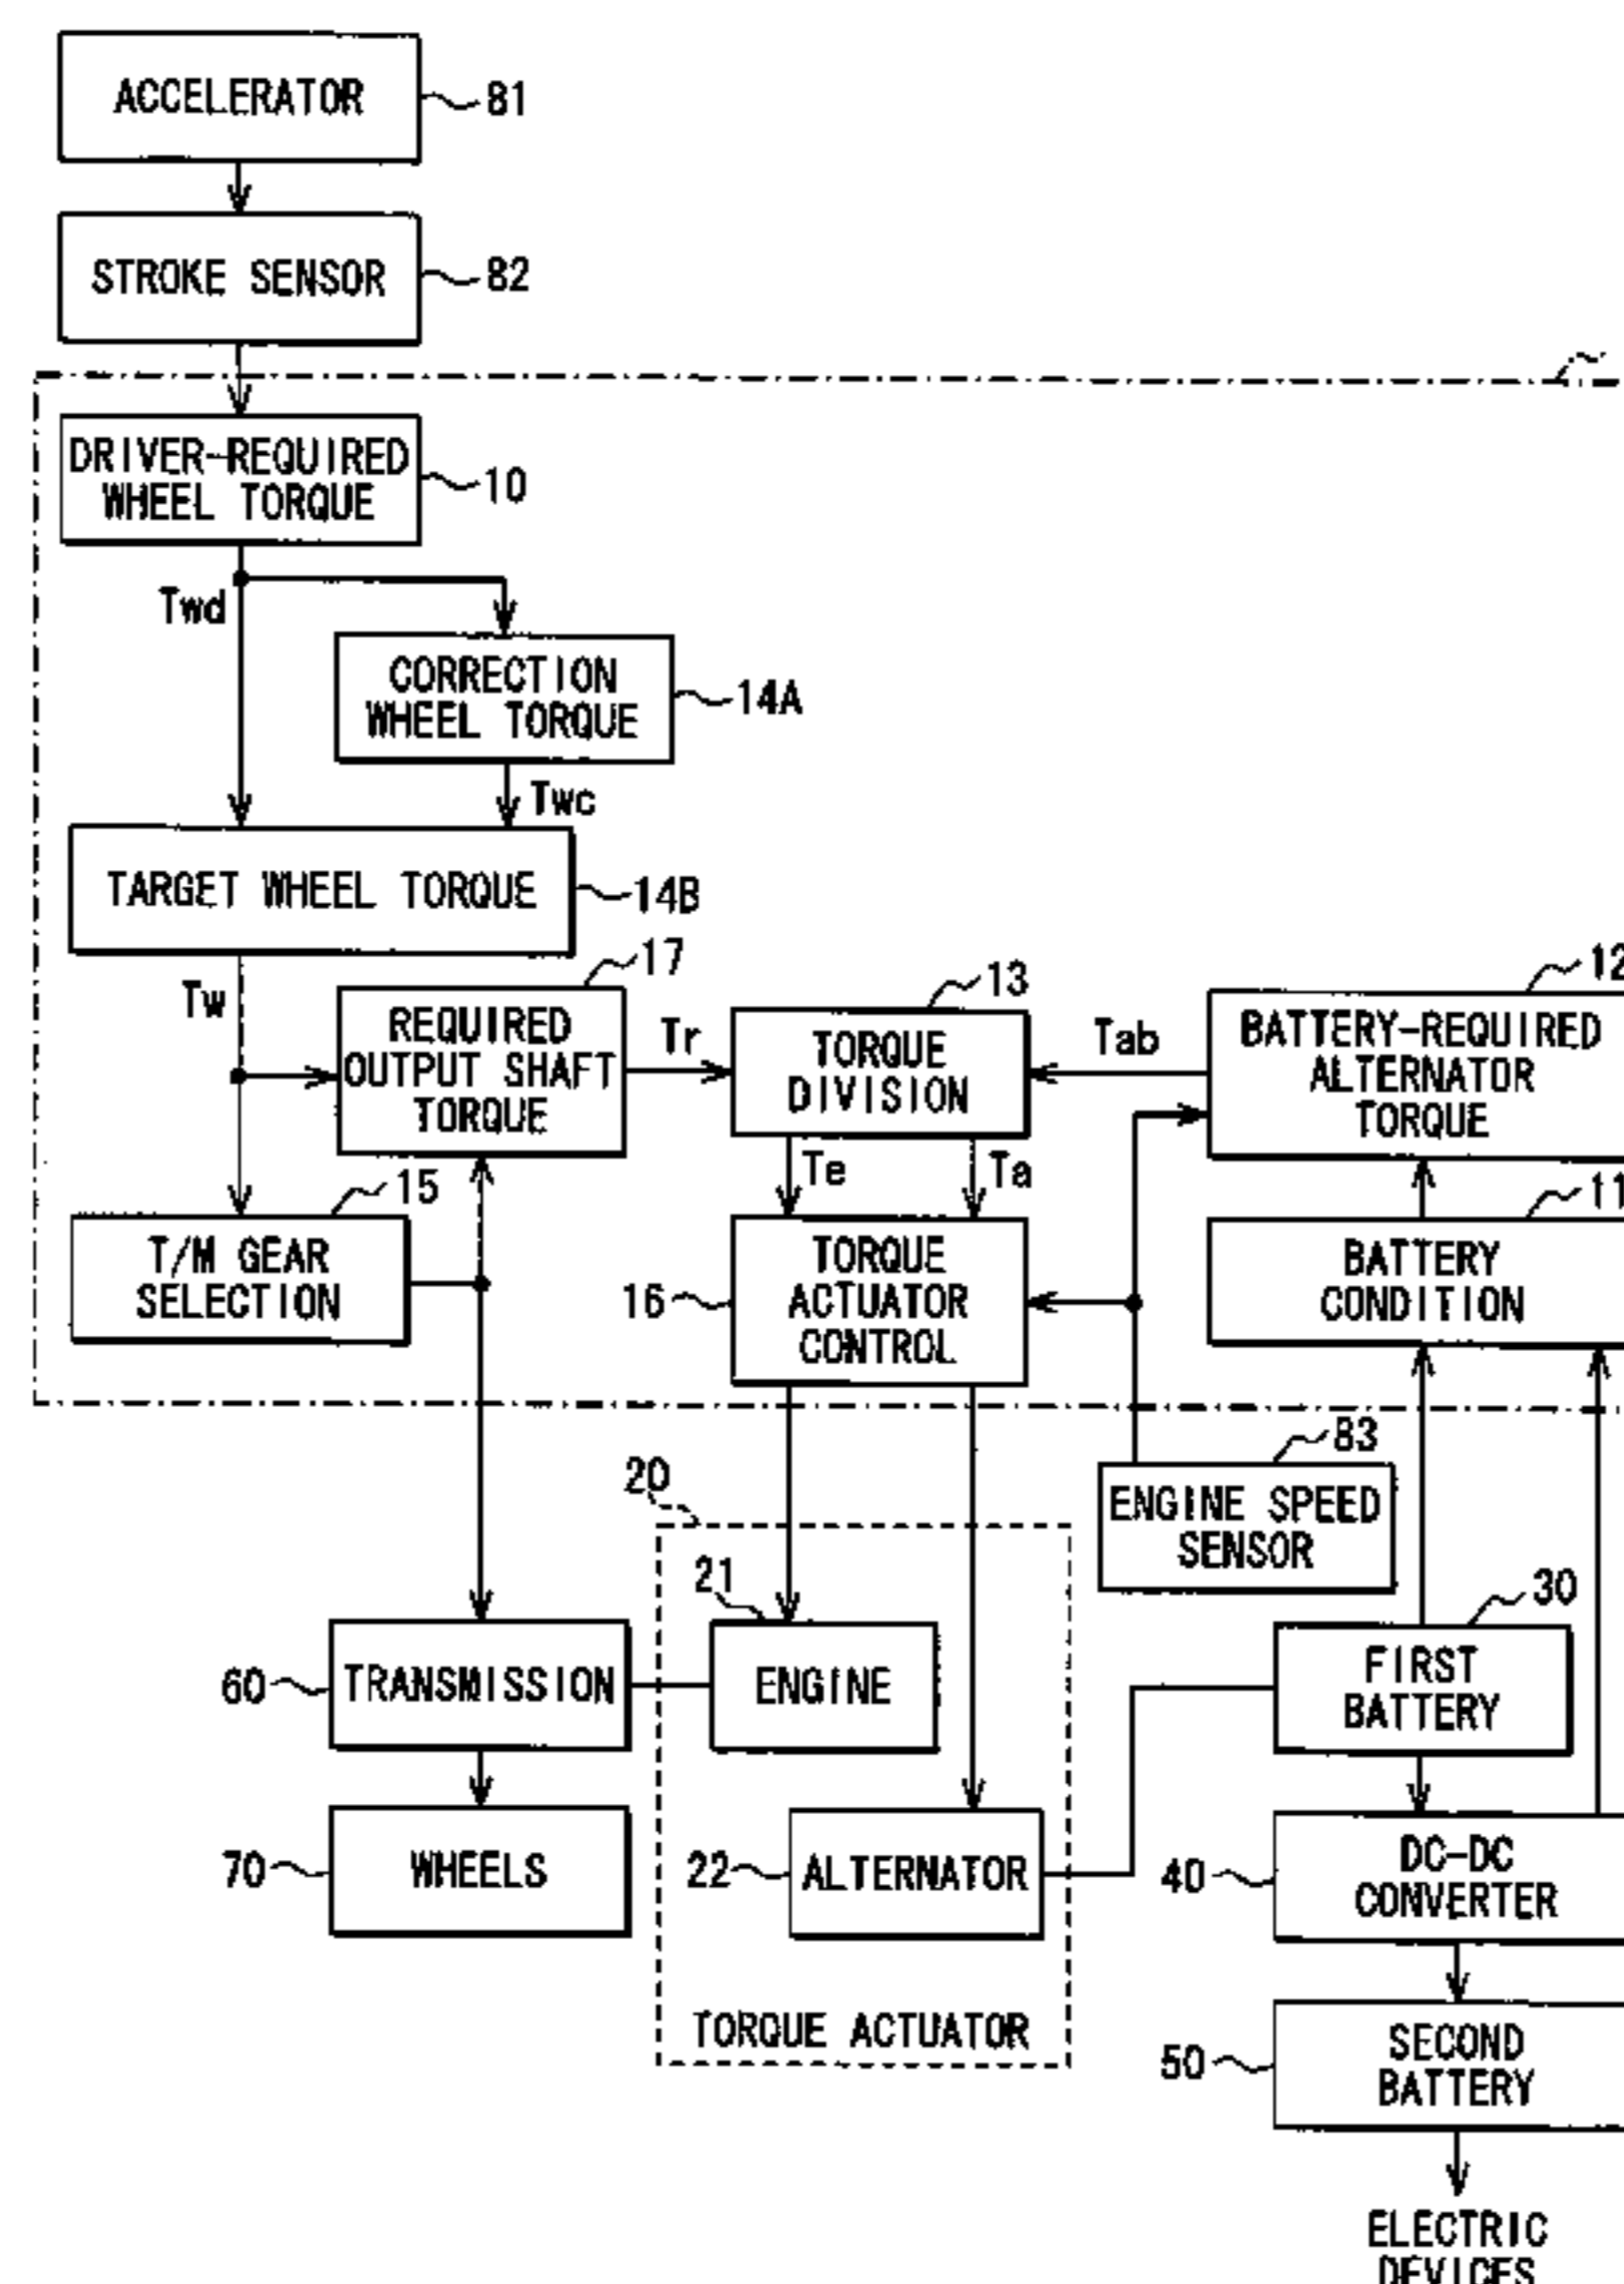 ACCELERATOR
81
STROKE SENSOR
82
DRIVER-REQUIRED
WHEEL TORQUE
10
Twd
CORRECTION
WHEEL TORQUE
14A
Twc
TARGET WHEEL TORQUE
14B
Tw
17
REQUIRED
OUTPUT SHAFT
TORQUE
Tr
13
TORQUE
DIVISION
Tab
12
BATTERY-REQUIRED
ALTERNATOR
TORQUE
Te
Ta
15
T/M GEAR
SELECTION
16
TORQUE
ACTUATOR
CONTROL
11
BATTERY
CONDITION
83
ENGINE SPEED
SENSOR
20
21
ENGINE
60
TRANSMISSION
30
FIRST
BATTERY
70
WHEELS
22
ALTERNATOR
40
DC-DC
CONVERTER
TORQUE ACTUATOR
50
SECOND
BATTERY
ELECTRIC
DEVICES